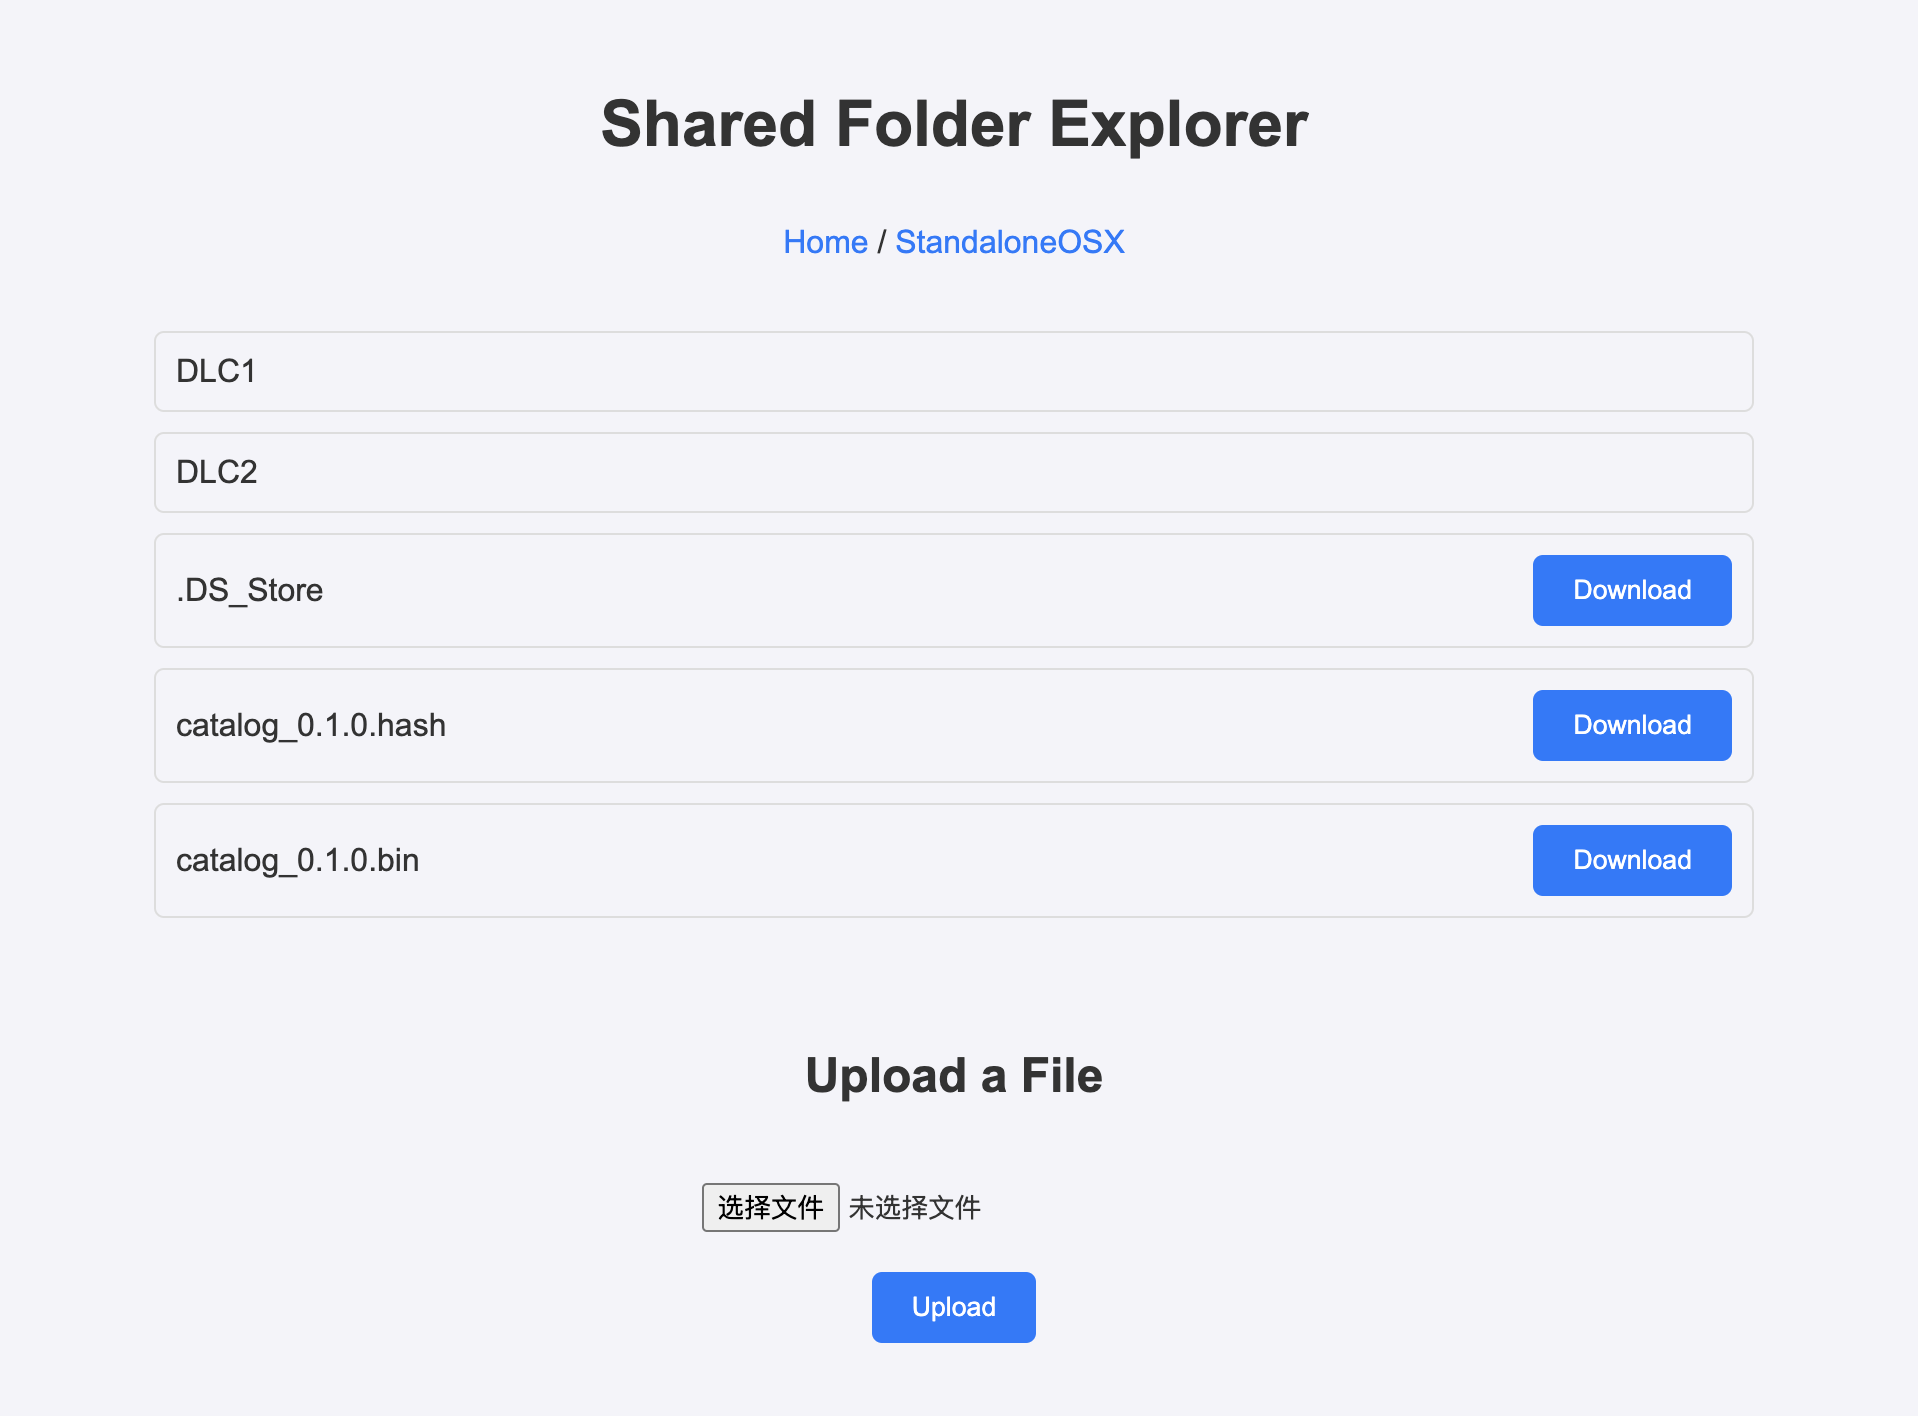 Shared Folder Explorer
Home / StandaloneOSX
DLC1
DLC2
.DS_Store
Download
catalog_0.1.0.hash
Download
catalog_0.1.0.bin
Download
Upload a File
选择文件 未选择文件
Upload